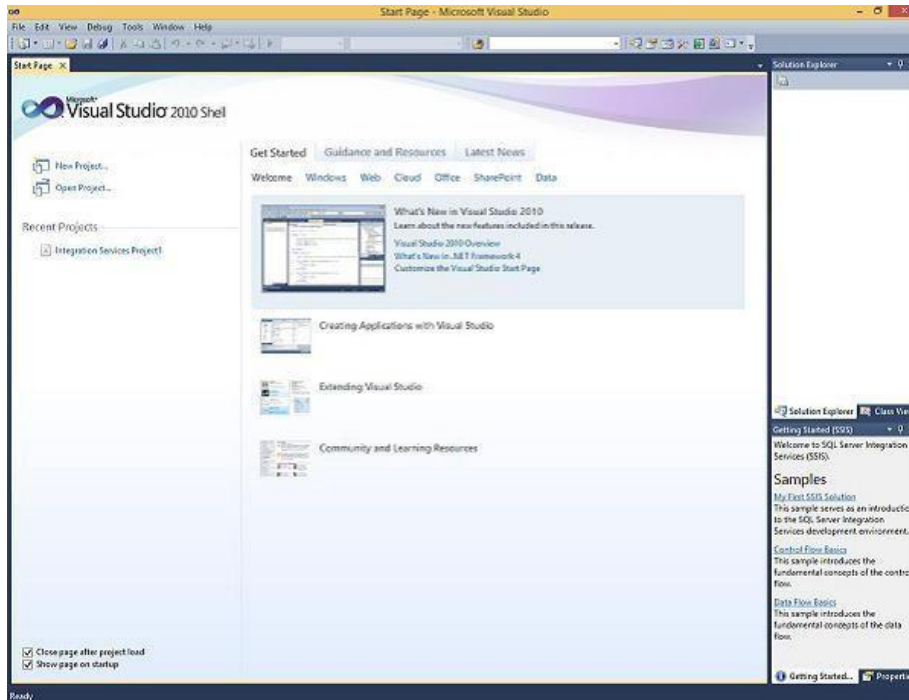 Start Page - Microsoft Visual Studio
File Edit View Debug Tools Window Help
Start Page
Microsoft
Visual Studio 2010 Shell
New Project...
Open Project...
Recent Projects
Integration Services Project1
Get Started Guidance and Resources Latest News
Welcome Windows Web Cloud Office SharePoint Data
What's New in Visual Studio 2010
Learn about the new features included in this release.
Visual Studio 2010 Overview
What's New in .NET Framework 4
Customize the Visual Studio Start Page
Creating Applications with Visual Studio
Extending Visual Studio
Community and Learning Resources
Close page after project load
Show page on startup
Ready
Solution Explorer
Solution Explorer Class Vie
Getting Started (SSIS)
Welcome to SQL Server Integration
Services (SSIS).
Samples
My First SSIS Solution
This sample serves as an introductio
to the SQL Server Integration
Services development environment.
Control Flow Basics
This sample introduces the
fundamental concepts of the contro
flow.
Data Flow Basics
This sample introduces the
fundamental concepts of the data
flow.
Getting Started... Properti